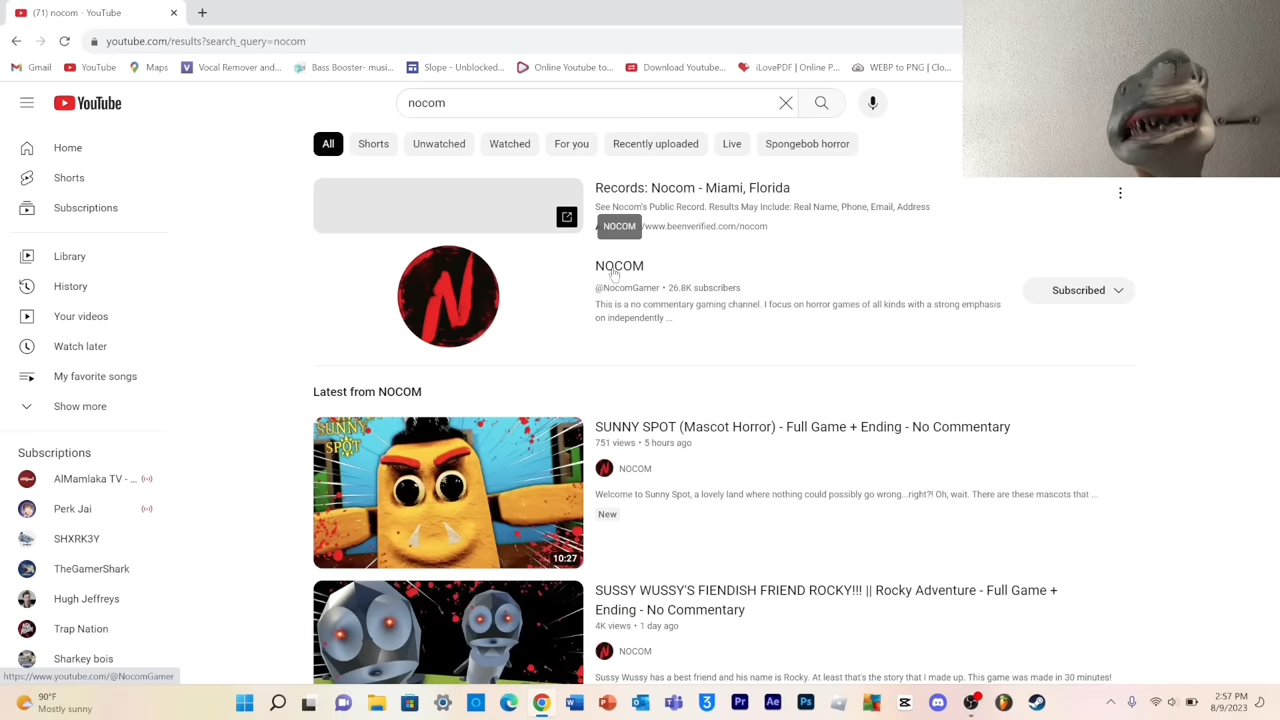 (71) nocom - YouTube
youtube.com/results?search_query=nocom
Gmail
YouTube
Maps
Vocal Remover and...
Bass Booster- musi...
Slope - Unblocked...
Online Youtube to...
Download Youtube...
iLovePDF | Online P...
WEBP to PNG | Clo...
YouTube
nocom
All
Shorts
Unwatched
Watched
For you
Recently uploaded
Live
Spongebob horror
Home
Shorts
Subscriptions
Library
History
Your videos
Watch later
My favorite songs
Show more
Subscriptions
AlMamlaka TV - ...
Perk Jai
SHXRK3Y
TheGamerShark
Hugh Jeffreys
Trap Nation
Sharkey bois
https://www.youtube.com/@NocomGamer
Records: Nocom - Miami, Florida
See Nocom's Public Record. Results May Include: Real Name, Phone, Email, Address
NOCOM
/www.beenverified.com/nocom
N
NOCOM
@NocomGamer • 26.8K subscribers
This is a no commentary gaming channel. I focus on horror games of all kinds with a strong emphasis
on independently ...
Subscribed
Latest from NOCOM
SUNNY
SPOT
10:27
SUNNY SPOT (Mascot Horror) - Full Game + Ending - No Commentary
751 views • 5 hours ago
NOCOM
Welcome to Sunny Spot, a lovely land where nothing could possibly go wrong...right?! Oh, wait. There are these mascots that ...
New
SUSSY WUSSY'S FIENDISH FRIEND ROCKY!!! || Rocky Adventure - Full Game +
Ending - No Commentary
4K views • 1 day ago
NOCOM
Sussy Wussy has a best friend and his name is Rocky. At least that's the story that I made up. This game was made in 30 minutes!
90°F
Mostly sunny
2:57 PM
8/9/2023